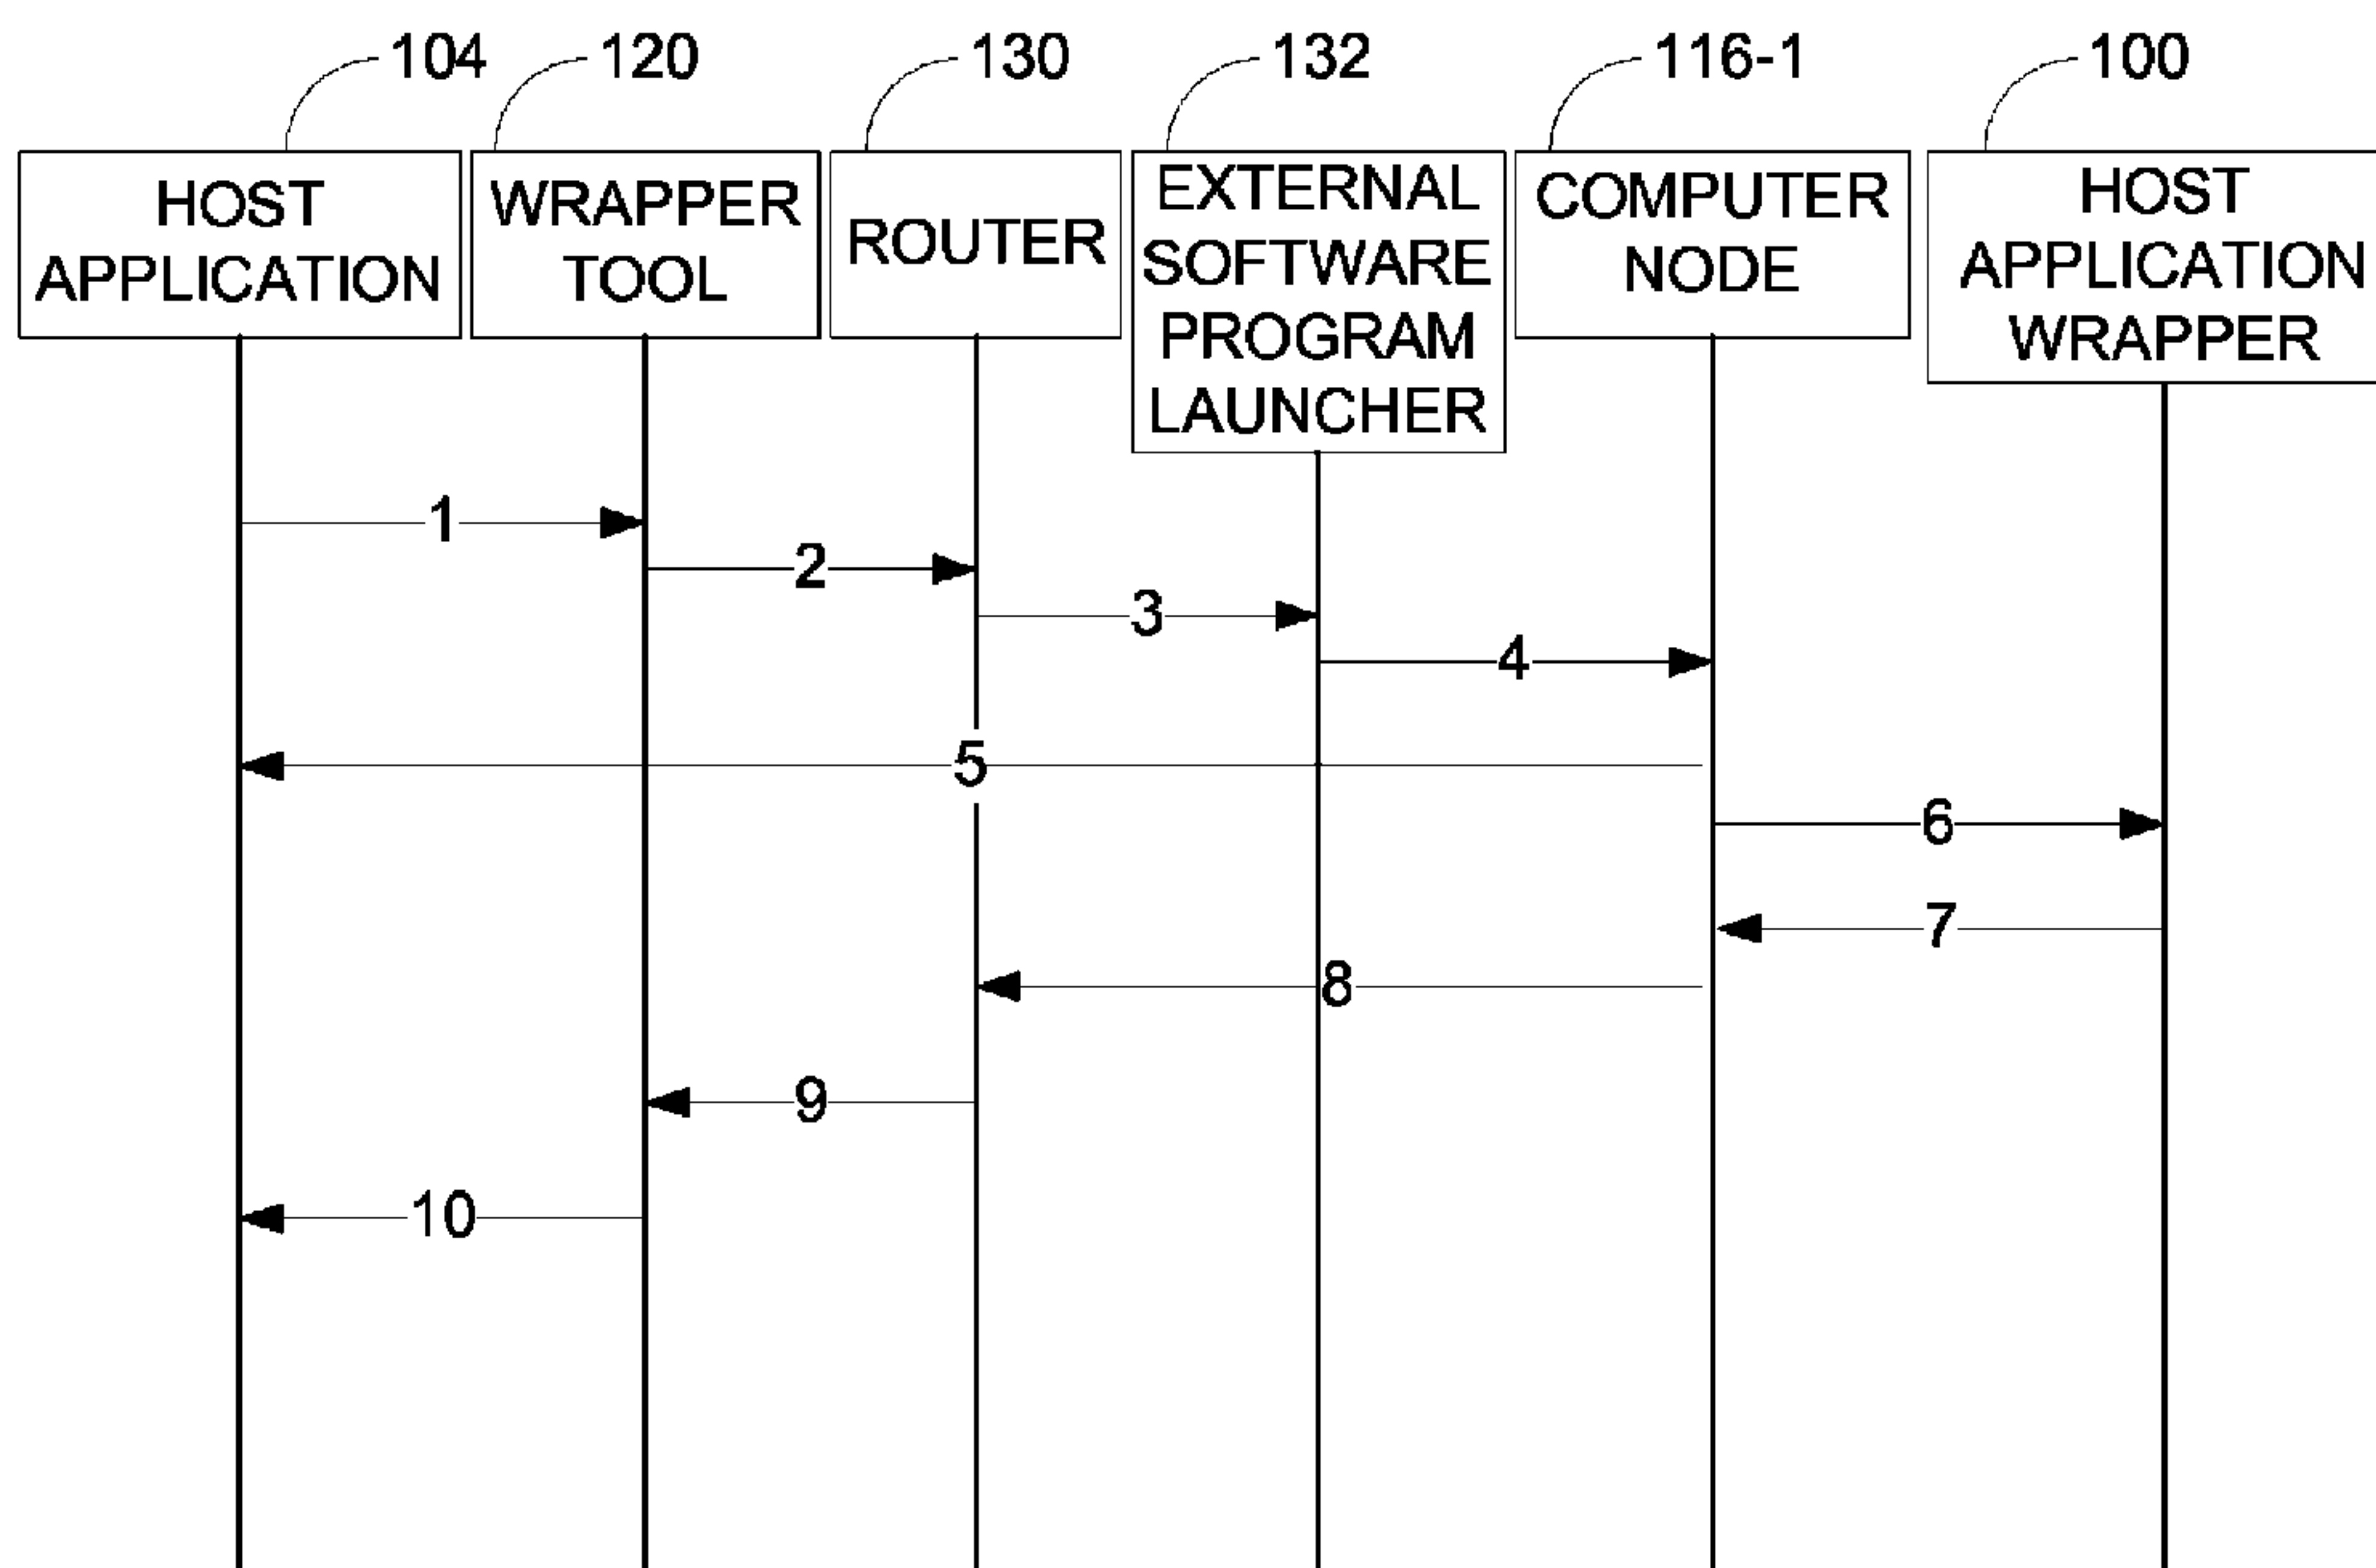 104
120
130
132
116-1
100
HOST
APPLICATION
WRAPPER
TOOL
ROUTER
EXTERNAL
SOFTWARE
PROGRAM
LAUNCHER
COMPUTER
NODE
HOST
APPLICATION
WRAPPER
1
2
3
4
5
6
7
8
9
10